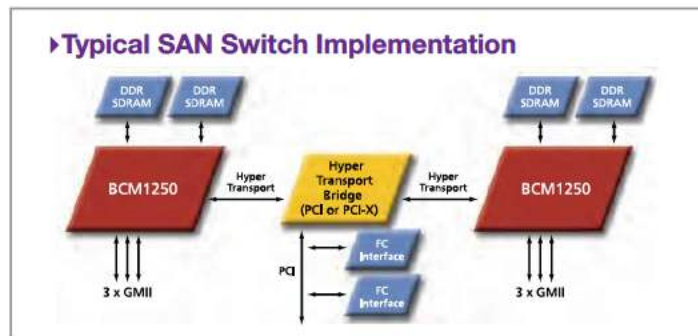 ▸Typical SAN Switch Implementation
DDR
SDRAM
DDR
SDRAM
DDR
SDRAM
DDR
SDRAM
BCM1250
Hyper
Transport
Hyper
Transport
Bridge
(PCI or PCI-X)
Hyper
Transport
BCM1250
3 x GMII
PCI
FC
Interface
FC
Interface
3 x GMII